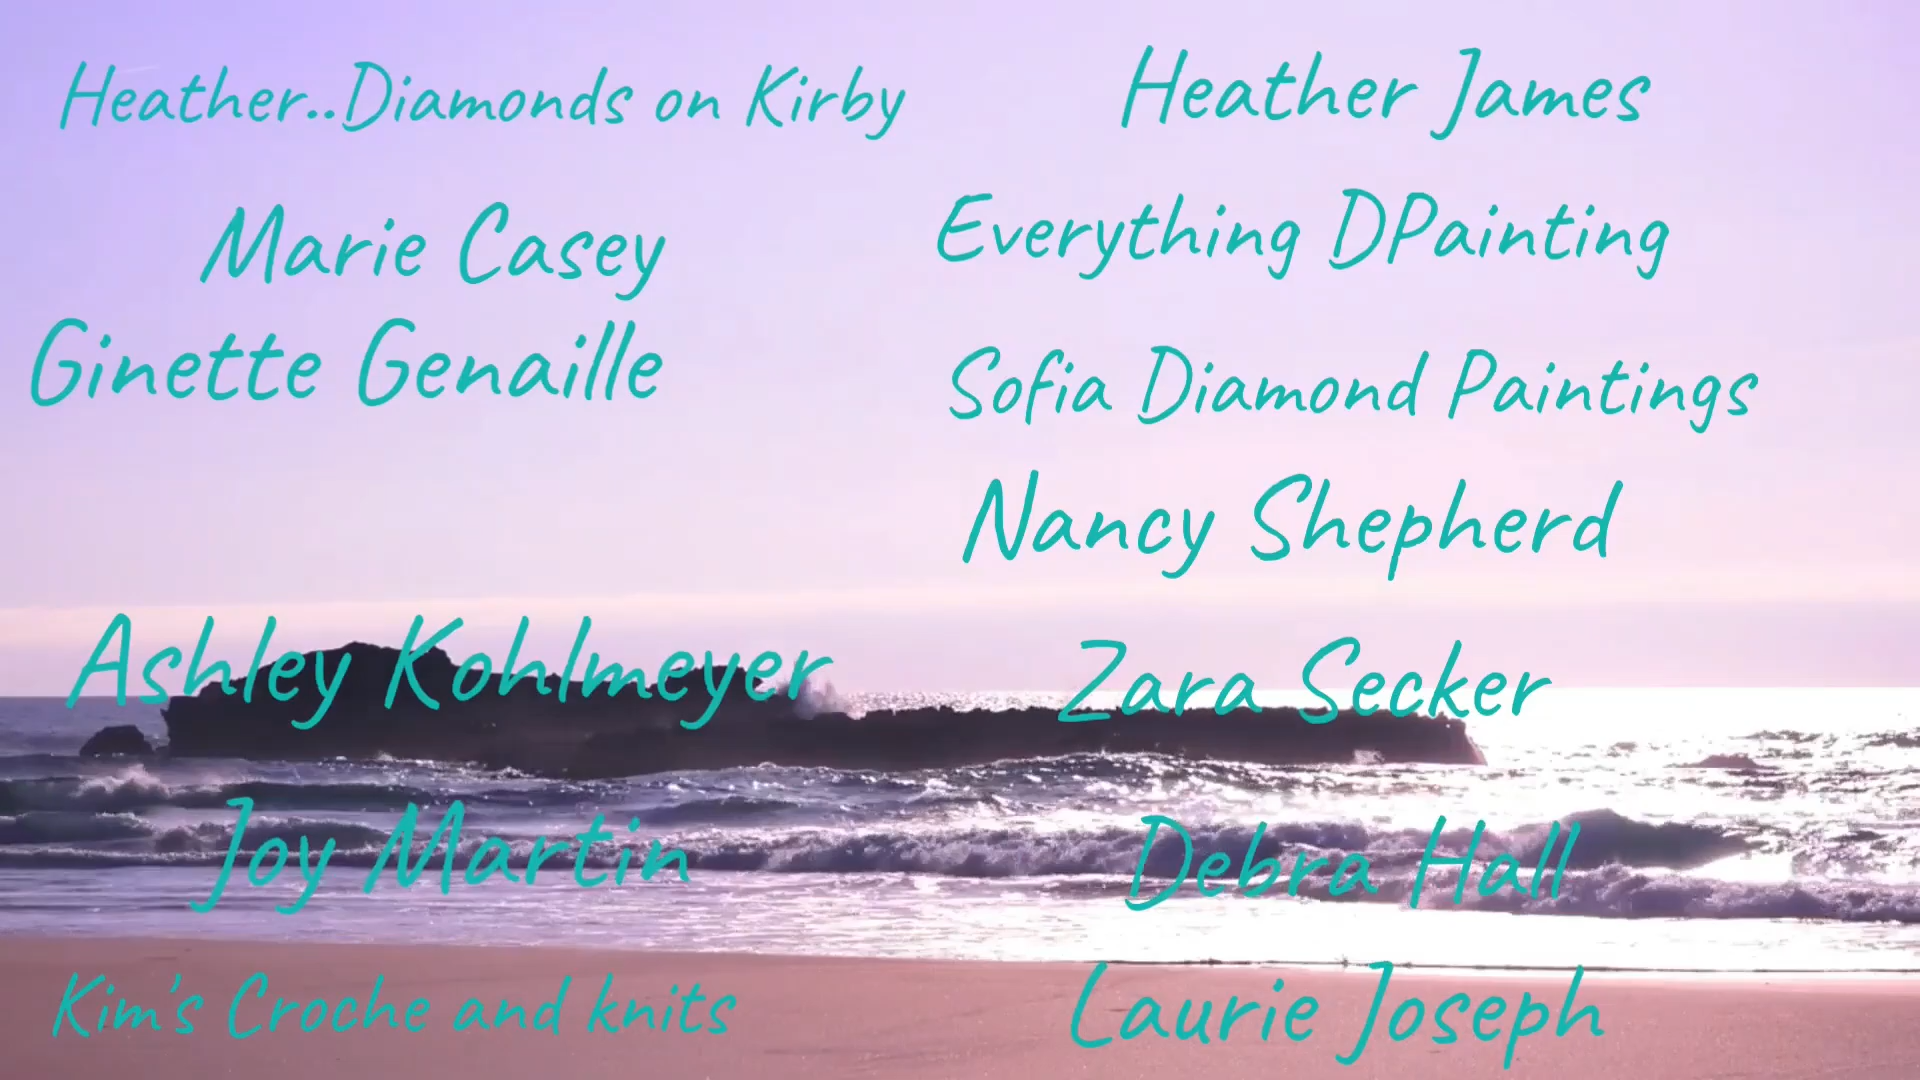 Heather..Diamonds on Kirby
Marie Casey
Ginette Genaille
Ashley Kohlmeyer
Joy Martin
Kim's Croche and knits
Heather James
Everything DPainting
Sofia Diamond Paintings
Nancy Shepherd
Zara Secker
Debra Hall
Laurie Joseph